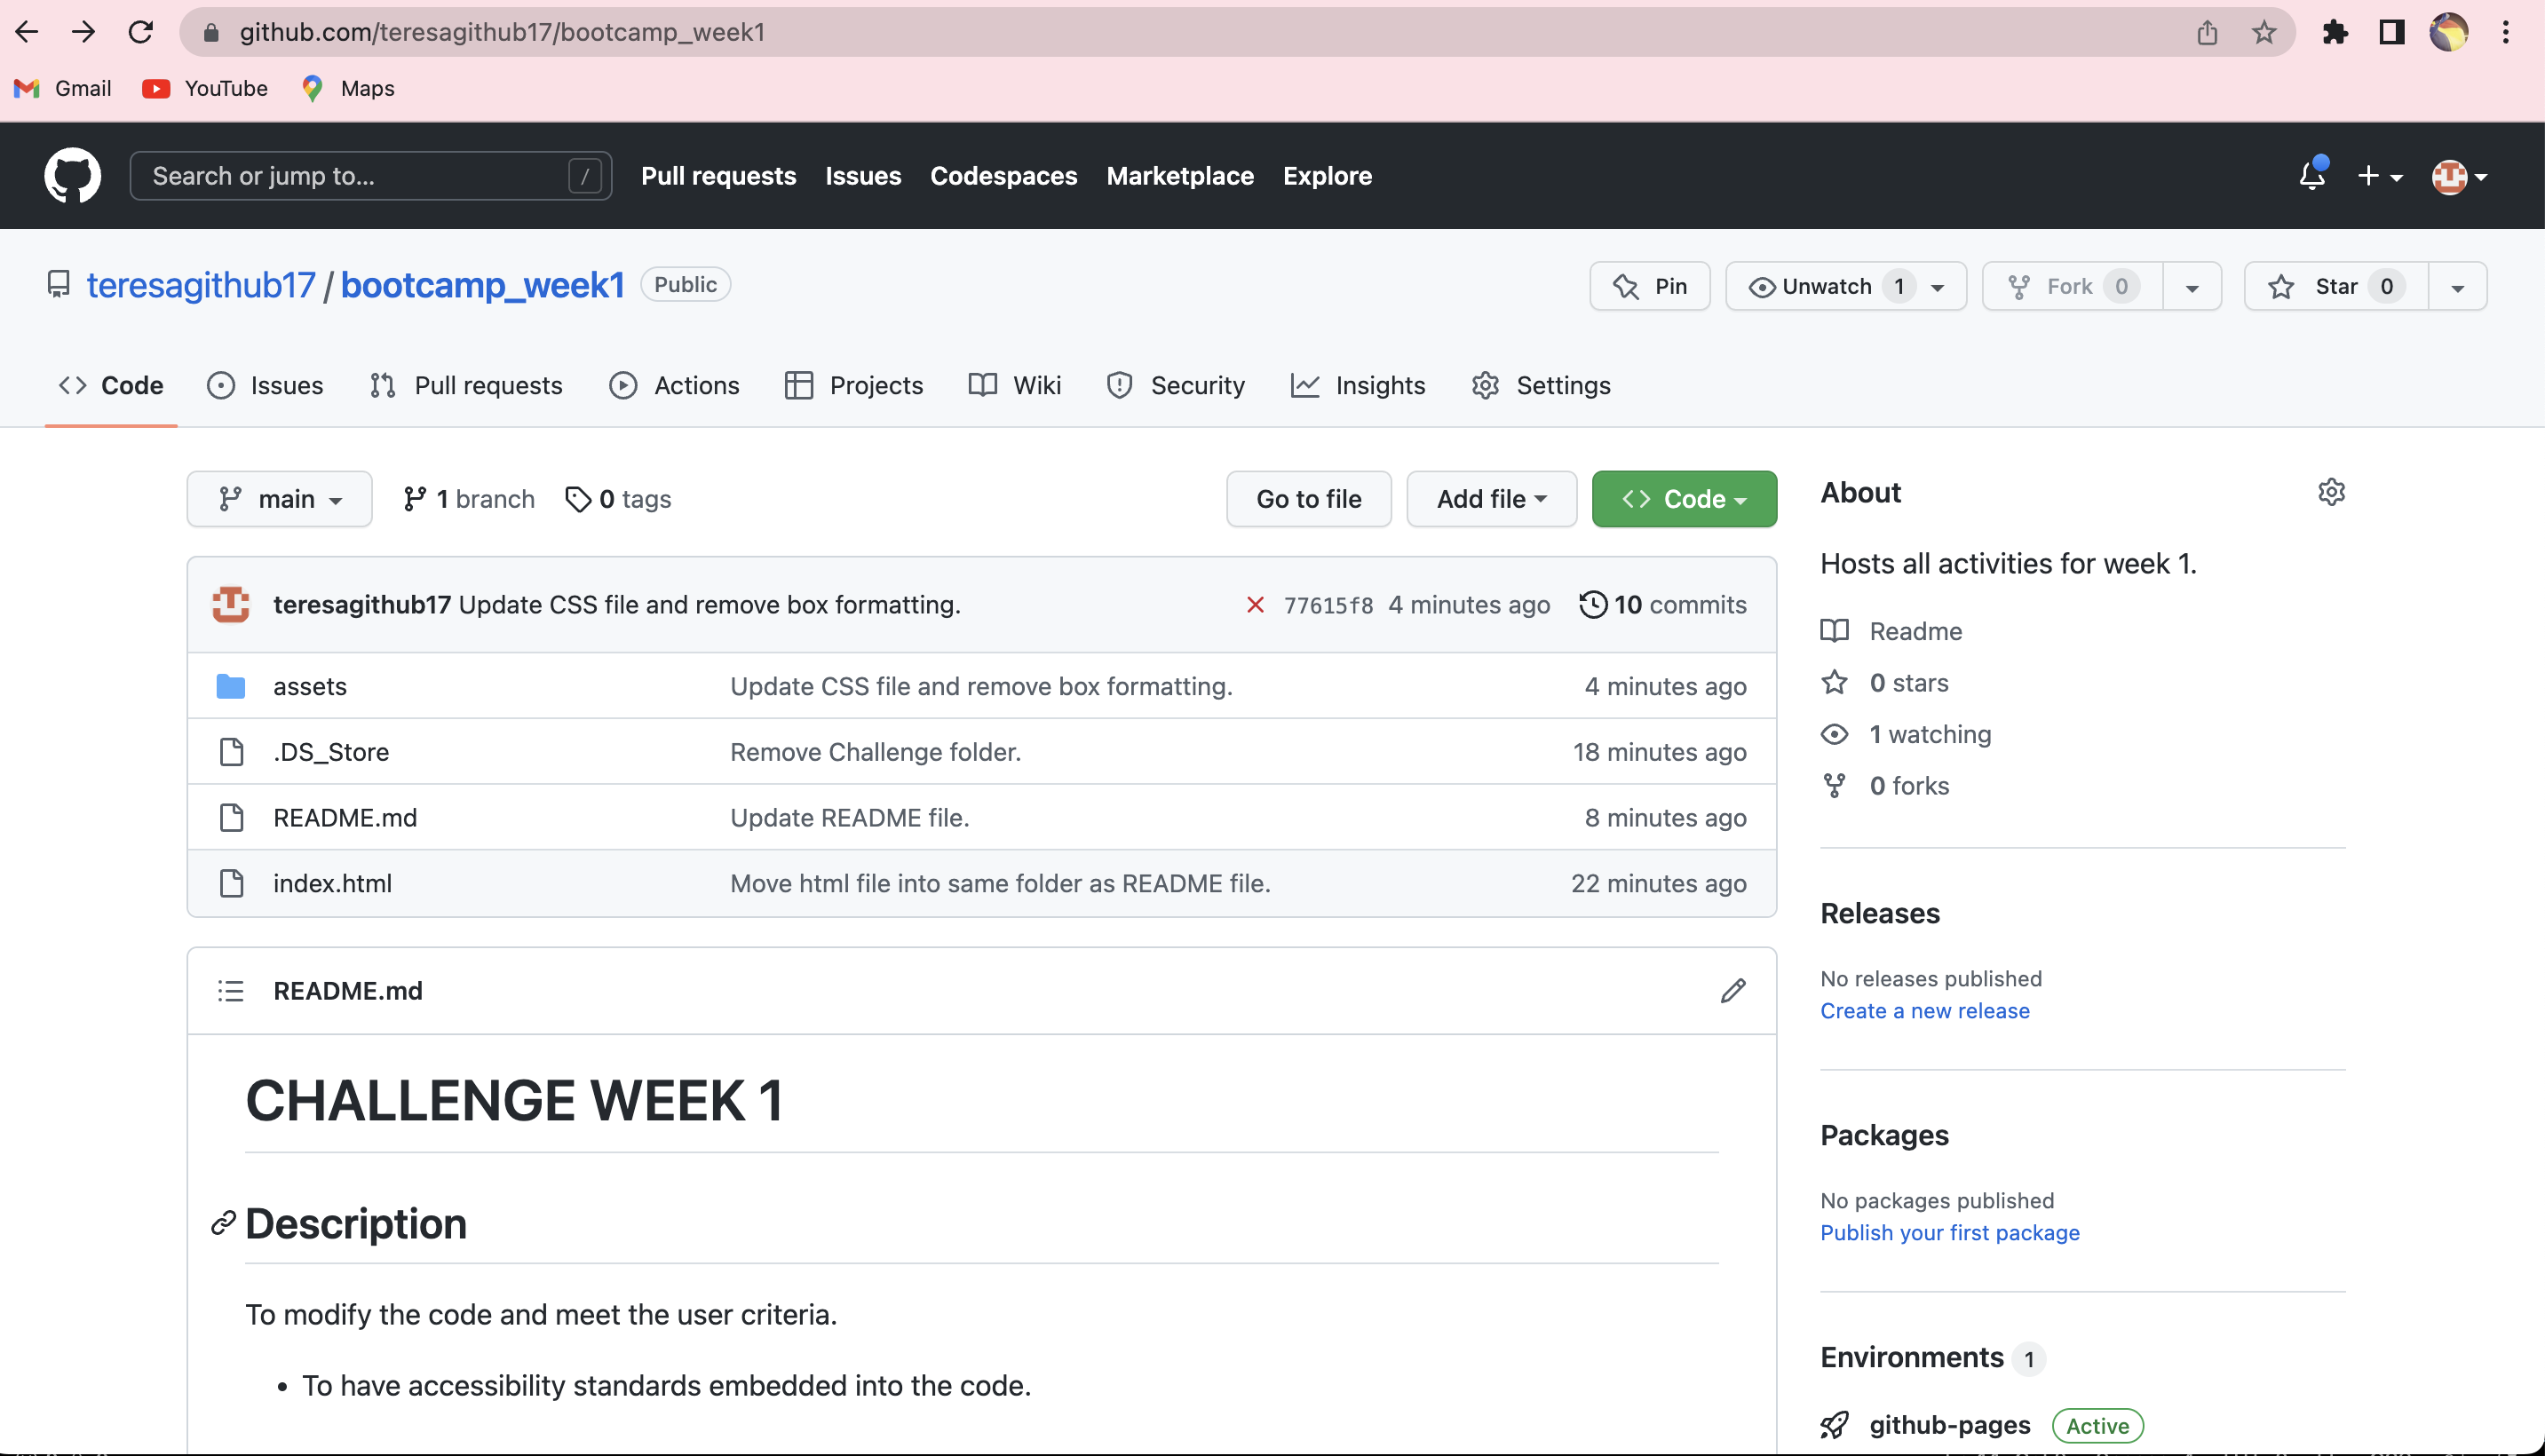 github.com/teresagithub17/bootcamp_week1
Gmail YouTube Maps
Search or jump to... / Pull requests Issues Codespaces Marketplace Explore
teresagithub17 / bootcamp_week1 Public Pin Unwatch 1 Fork 0 Star 0
Code Issues Pull requests Actions Projects Wiki Security Insights Settings
main 1 branch 0 tags Go to file Add file Code
teresagithub17 Update CSS file and remove box formatting. 77615f8 4 minutes ago 10 commits
assets Update CSS file and remove box formatting. 4 minutes ago
.DS_Store Remove Challenge folder. 18 minutes ago
README.md Update README file. 8 minutes ago
index.html Move html file into same folder as README file. 22 minutes ago
README.md
CHALLENGE WEEK 1
Description
To modify the code and meet the user criteria.
• To have accessibility standards embedded into the code.
About
Hosts all activities for week 1.
Readme
0 stars
1 watching
0 forks
Releases
No releases published
Create a new release
Packages
No packages published
Publish your first package
Environments 1
github-pages Active